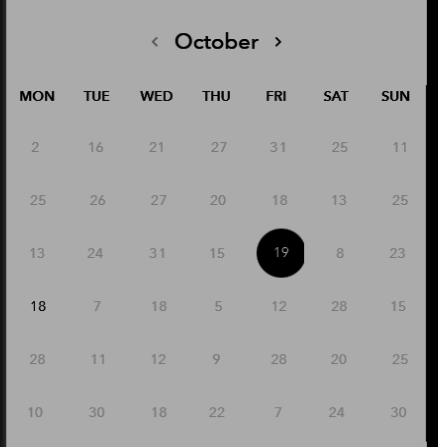 ‹ October ›
MON TUE WED THU FRI SAT SUN
2 16 21 27 31 25 11
25 26 27 20 18 13 25
13 24 31 15 19 8 23
18 7 18 5 12 28 15
28 11 12 9 28 20 25
10 30 18 22 7 24 30